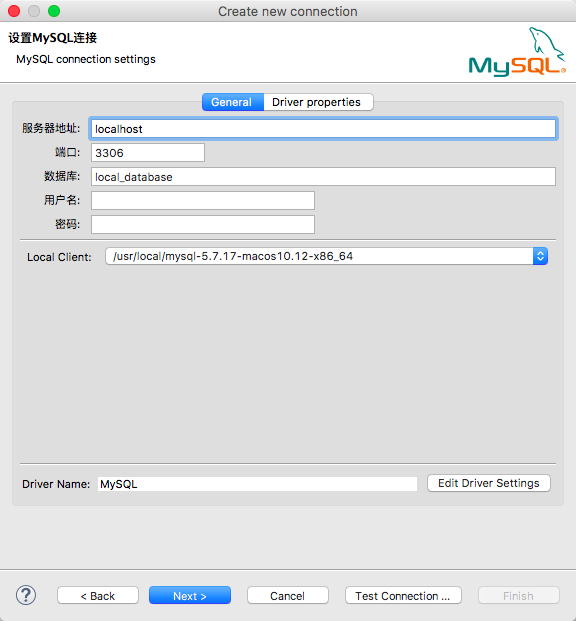 Create new connection
设置MySQL连接
MySQL connection settings
MySQL®
General Driver properties
服务器地址: localhost
端口: 3306
数据库: local_database
用户名:
密码:
Local Client: /usr/local/mysql-5.7.17-macos10.12-x86_64
Driver Name: MySQL Edit Driver Settings
? < Back Next > Cancel Test Connection ... Finish